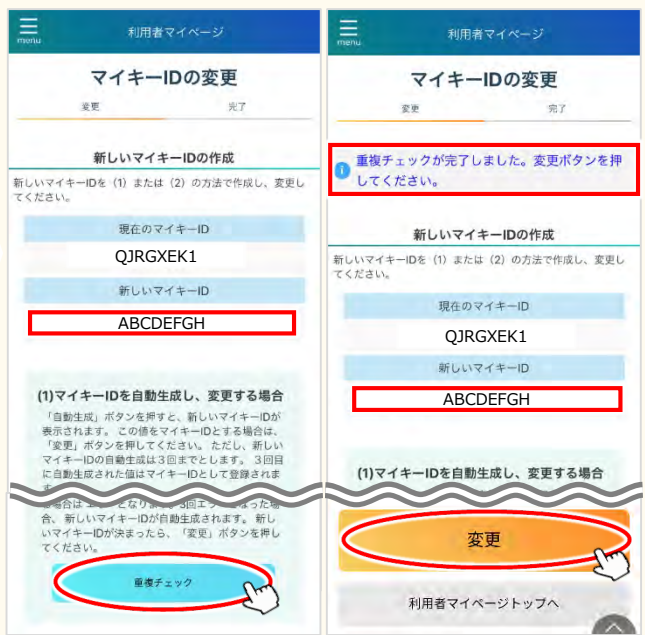 menu
利用者マイページ
マイキーIDの変更
変更
完了
新しいマイキーIDの作成
新しいマイキーIDを（1）または（2）の方法で作成し、変更し
てください。
現在のマイキーID
QJRGXEK1
新しいマイキーID
ABCDEFGH
(1)マイキーIDを自動生成し、変更する場合
「自動生成」ボタンを押すと、新しいマイキーIDが
表示されます。 この値をマイキーIDとする場合は、
「変更」ボタンを押してください。 ただし、新しい
マイキーIDの自動生成は３回までとします。 ３回目
に自動生成された値はマイキーIDとして登録されま
合、 新しいマイキーIDが自動生成されます。 新し
いマイキーIDが決まったら、「変更」ボタンを押し
てください。
重複チェック
menu
利用者マイページ
マイキーIDの変更
変更
完了
重複チェックが完了しました。変更ボタンを押
してください。
新しいマイキーIDの作成
新しいマイキーIDを（1）または（2）の方法で作成し、変更し
てください。
現在のマイキーID
QJRGXEK1
新しいマイキーID
ABCDEFGH
(1)マイキーIDを自動生成し、変更する場合
変更
利用者マイページトップへ